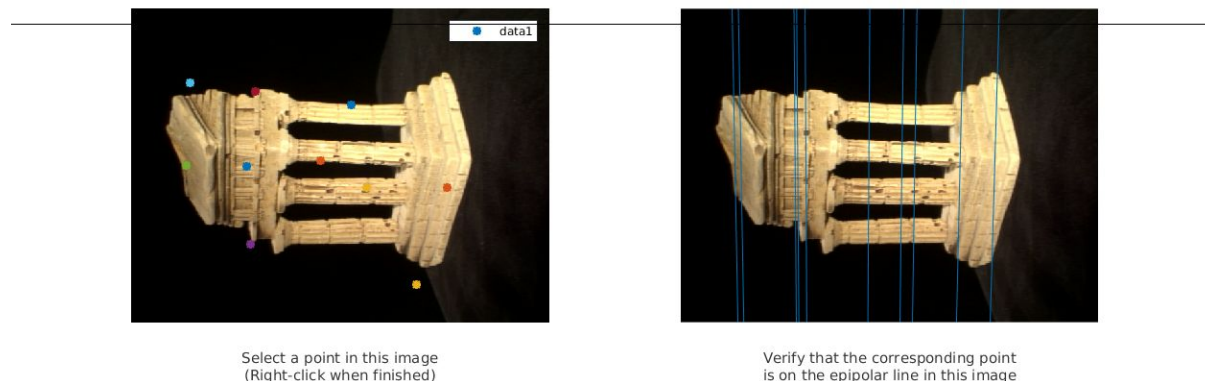 data1
Select a point in this image
(Right-click when finished)
Verify that the corresponding point
is on the epipolar line in this image